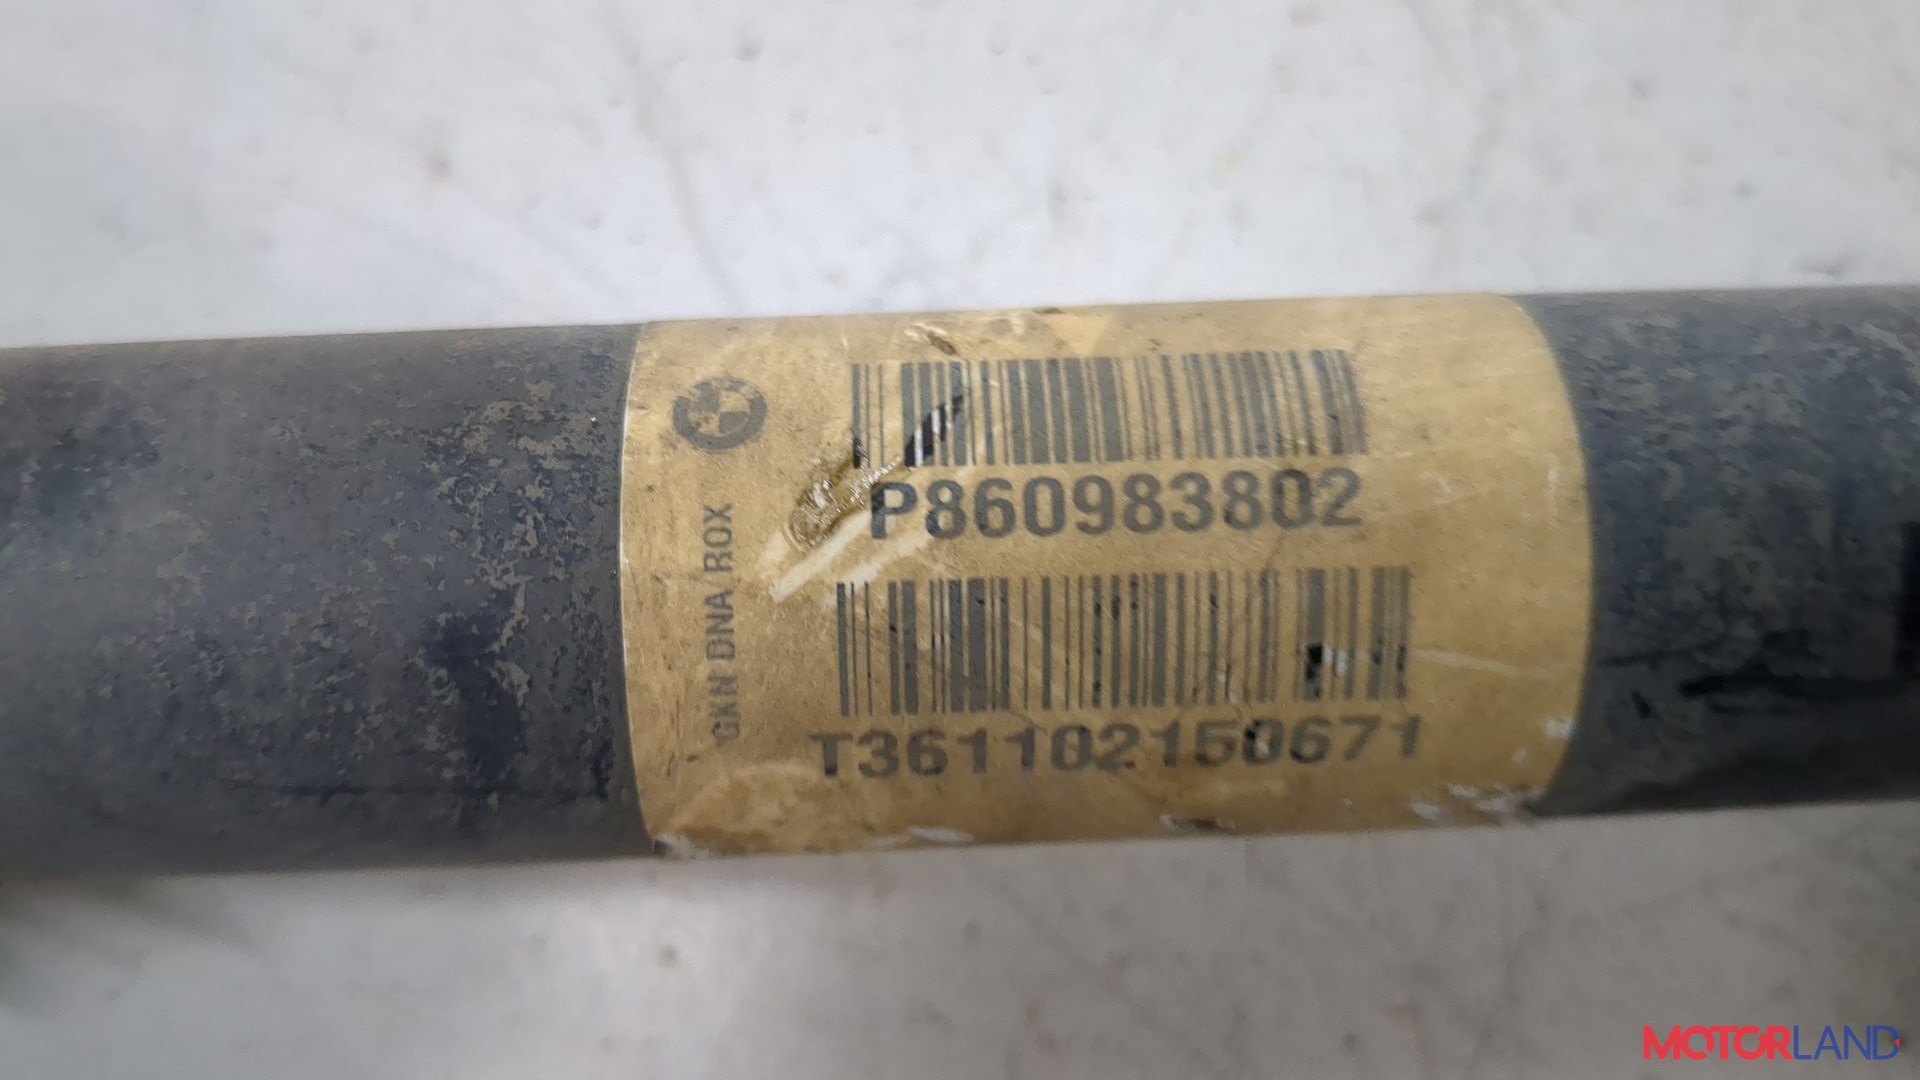 P860983802
GKN DNA ROX
T361102150671
MOTORLAND